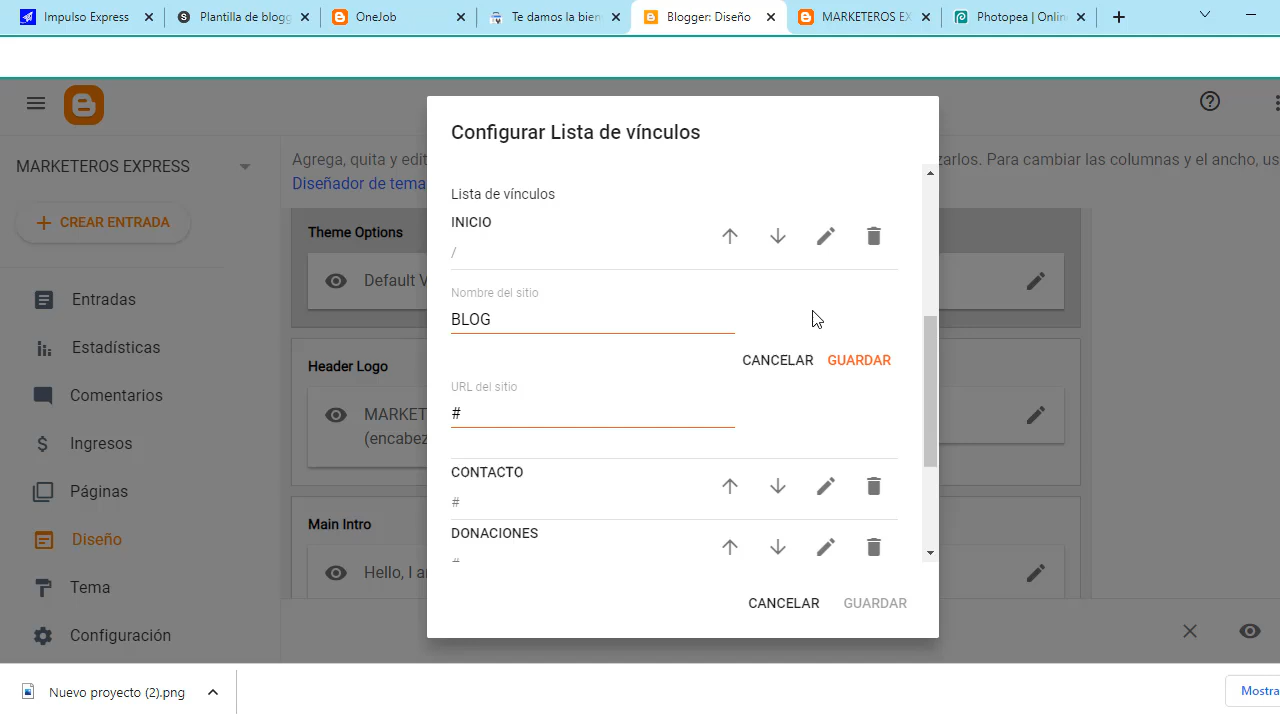 Impulso Express
Plantilla de blogg
OneJob
Te damos la bien
Blogger: Diseño
MARKETEROS EX
Photopea | Onlin
MARKETEROS EXPRESS
CREAR ENTRADA
Entradas
Estadísticas
Comentarios
Ingresos
Páginas
Diseño
Tema
Configuración
Agrega, quita y edit
zarlos. Para cambiar las columnas y el ancho, us
Diseñador de tema
Theme Options
Default V
Header Logo
MARKET
(encabez
Main Intro
Hello, I a
Configurar Lista de vínculos
Lista de vínculos
INICIO
/
Nombre del sitio
BLOG
CANCELAR GUARDAR
URL del sitio
#
CONTACTO
#
DONACIONES
CANCELAR GUARDAR
Nuevo proyecto (2).png
Mostra